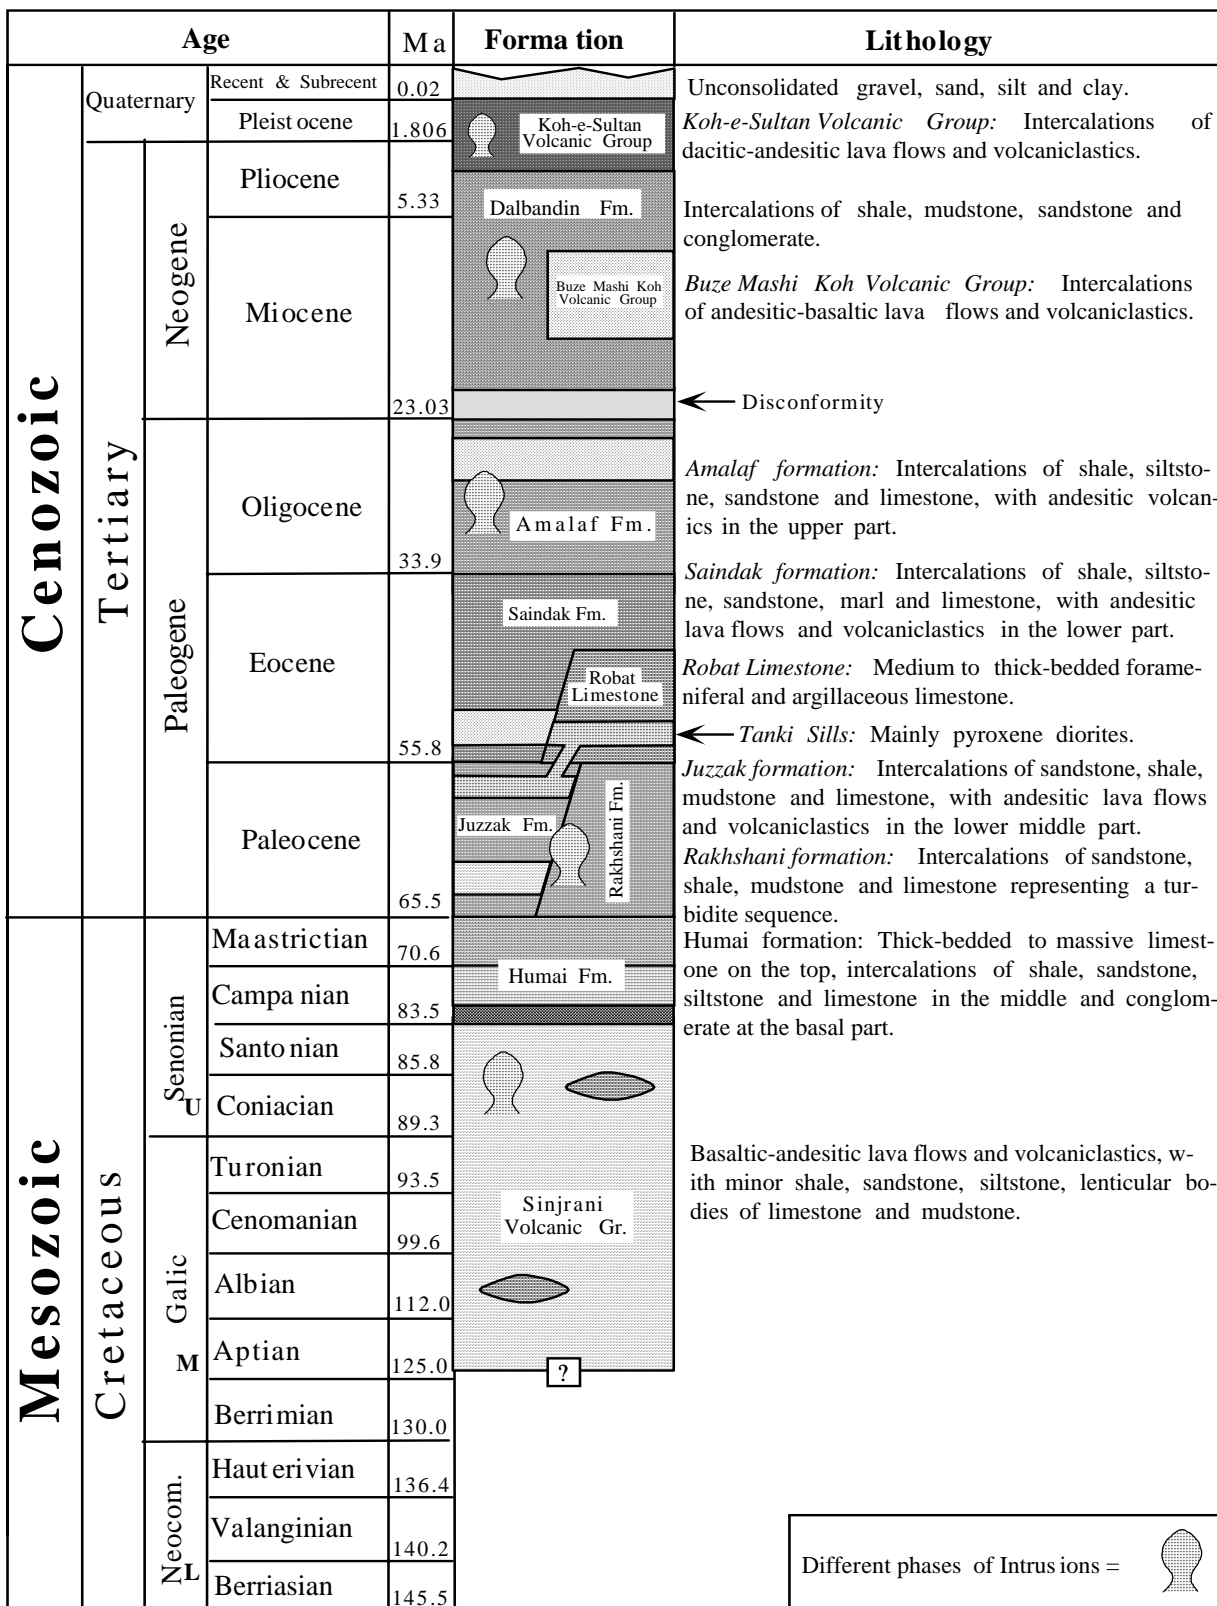 Age Ma Formation Lithology
Cenozoic
Mesozoic
Quaternary
Tertiary
Cretaceous
Neogene
Paleogene
Senonian
U
Galic
M
Neocom.
L
Recent & Subrecent 0.02
Pleistocene 1.806
Pliocene 5.33
Miocene 23.03
Oligocene 33.9
Eocene 55.8
Paleocene 65.5
Maastrictian 70.6
Campanian 83.5
Santonian 85.8
Coniacian 89.3
Turonian 93.5
Cenomanian 99.6
Albian 112.0
Aptian 125.0
Berrimian 130.0
Hauterivian 136.4
Valanginian 140.2
Berriasian 145.5
Koh-e-Sultan
Volcanic Group
Dalbandin Fm.
Buze Mashi Koh
Volcanic Group
Amalaf Fm.
Saindak Fm.
Robat
Limestone
Juzzak Fm.
Rakhshani Fm.
Humai Fm.
Sinjrani
Volcanic Gr.
?
Unconsolidated gravel, sand, silt and clay.
Koh-e-Sultan Volcanic Group: Intercalations of
dacitic-andesitic lava flows and volcaniclastics.
Intercalations of shale, mudstone, sandstone and
conglomerate.
Buze Mashi Koh Volcanic Group: Intercalations
of andesitic-basaltic lava flows and volcaniclastics.
Disconformity
Amalaf formation: Intercalations of shale, siltsto-
ne, sandstone and limestone, with andesitic volcan-
ics in the upper part.
Saindak formation: Intercalations of shale, siltsto-
ne, sandstone, marl and limestone, with andesitic
lava flows and volcaniclastics in the lower part.
Robat Limestone: Medium to thick-bedded forame-
niferal and argillaceous limestone.
Tanki Sills: Mainly pyroxene diorites.
Juzzak formation: Intercalations of sandstone, shale,
mudstone and limestone, with andesitic lava flows
and volcaniclastics in the lower middle part.
Rakhshani formation: Intercalations of sandstone,
shale, mudstone and limestone representing a tur-
bidite sequence.
Humai formation: Thick-bedded to massive limest-
one on the top, intercalations of shale, sandstone,
siltstone and limestone in the middle and conglom-
erate at the basal part.
Basaltic-andesitic lava flows and volcaniclastics, w-
ith minor shale, sandstone, siltstone, lenticular bo-
dies of limestone and mudstone.
Different phases of Intrusions =